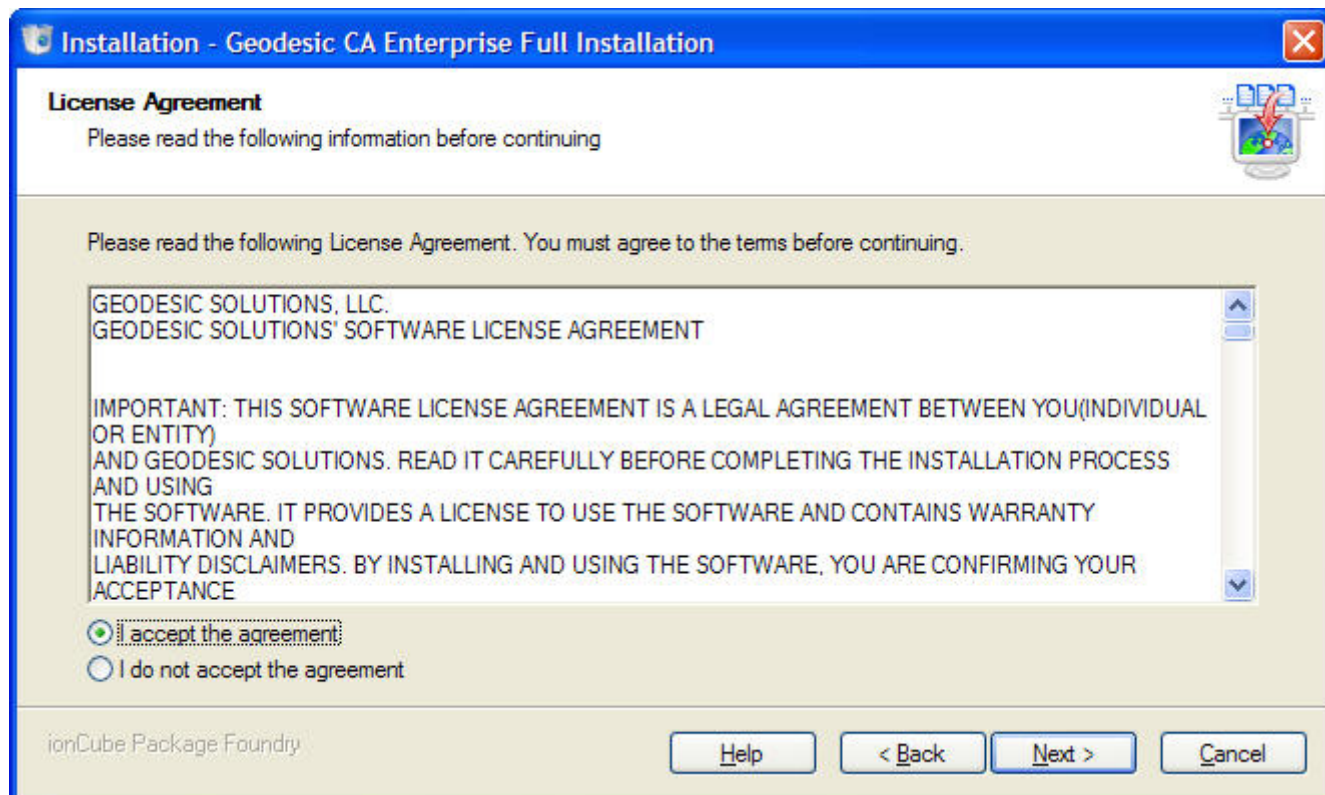 Installation - Geodesic CA Enterprise Full Installation
License Agreement
Please read the following information before continuing
Please read the following License Agreement. You must agree to the terms before continuing.
GEODESIC SOLUTIONS, LLC.
GEODESIC SOLUTIONS' SOFTWARE LICENSE AGREEMENT
IMPORTANT: THIS SOFTWARE LICENSE AGREEMENT IS A LEGAL AGREEMENT BETWEEN YOU(INDIVIDUAL
OR ENTITY)
AND GEODESIC SOLUTIONS. READ IT CAREFULLY BEFORE COMPLETING THE INSTALLATION PROCESS
AND USING
THE SOFTWARE. IT PROVIDES A LICENSE TO USE THE SOFTWARE AND CONTAINS WARRANTY
INFORMATION AND
LIABILITY DISCLAIMERS. BY INSTALLING AND USING THE SOFTWARE, YOU ARE CONFIRMING YOUR
ACCEPTANCE
I accept the agreement
I do not accept the agreement
ionCube Package Foundry
Help
< Back
Next >
Cancel